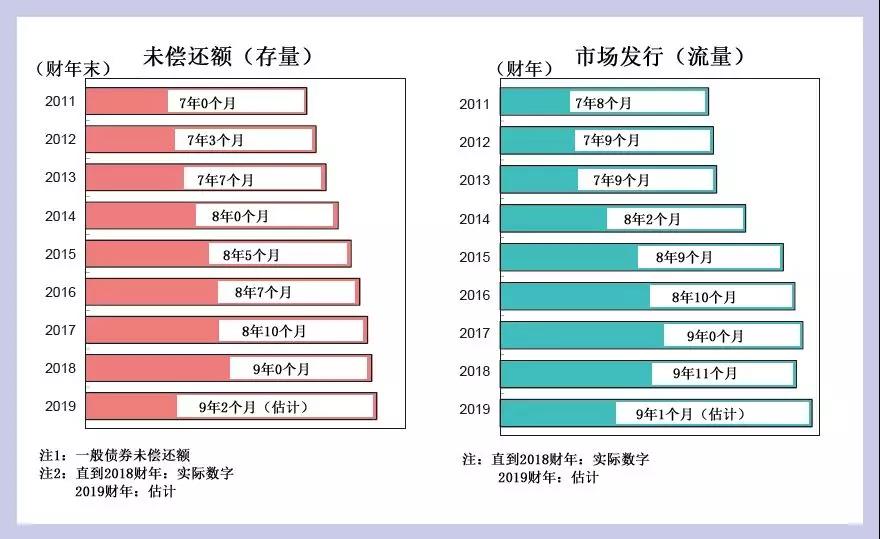 未偿还额（存量）
（财年末）
2011 7年0个月
2012 7年3个月
2013 7年7个月
2014 8年0个月
2015 8年5个月
2016 8年7个月
2017 8年10个月
2018 9年0个月
2019 9年2个月（估计）
注1：一般债券未偿还额
注2：直到2018财年：实际数字
2019财年：估计
市场发行（流量）
（财年）
2011 7年8个月
2012 7年9个月
2013 7年9个月
2014 8年2个月
2015 8年9个月
2016 8年10个月
2017 9年0个月
2018 9年11个月
2019 9年1个月（估计）
注：直到2018财年：实际数字
2019财年：估计